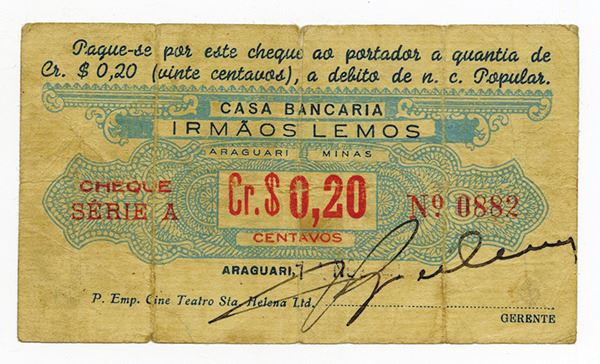 Pague-se por este cheque ao portador a quantia de
Cr. $ 0,20 (vinte centavos), a debito de n. c. Popular.
CASA BANCARIA
IRMÃOS LEMOS
ARAGUARI MINAS
CHEQUE
SÉRIE A
Cr.$ 0,20
CENTAVOS
Nº 0882
ARAGUARI,
P. Emp. Cine Teatro Sta. Helena Ltd.
GERENTE